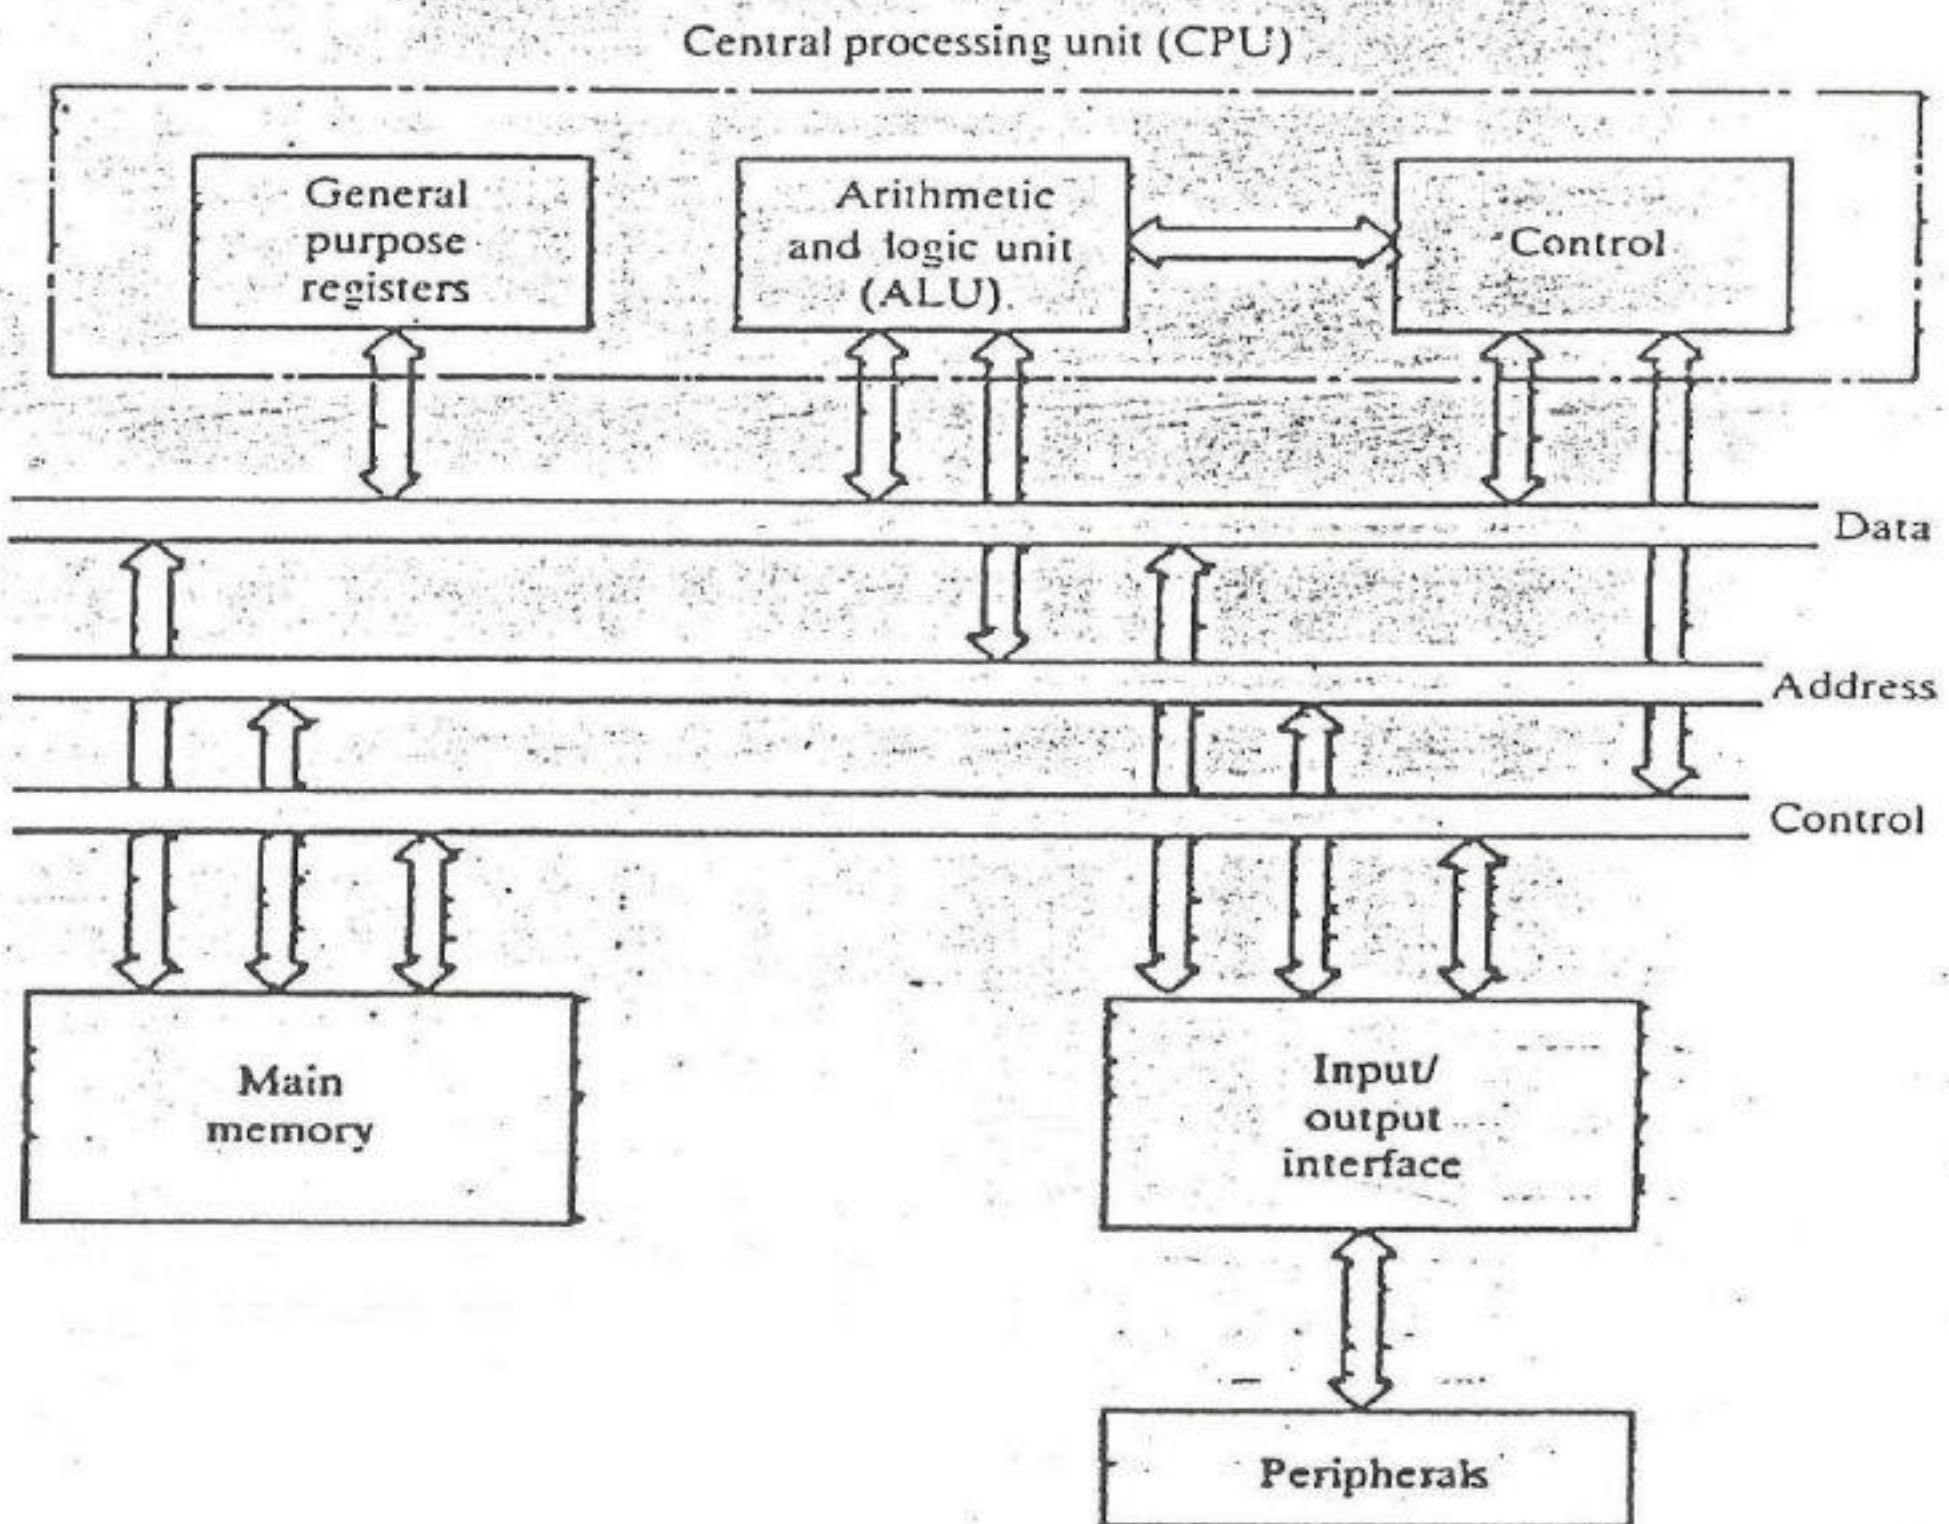 Central processing unit (CPU)
General
purpose
registers
Arithmetic
and logic unit
(ALU).
Control
Data
Address
Control
Main
memory
Input/
output
interface
Peripherals